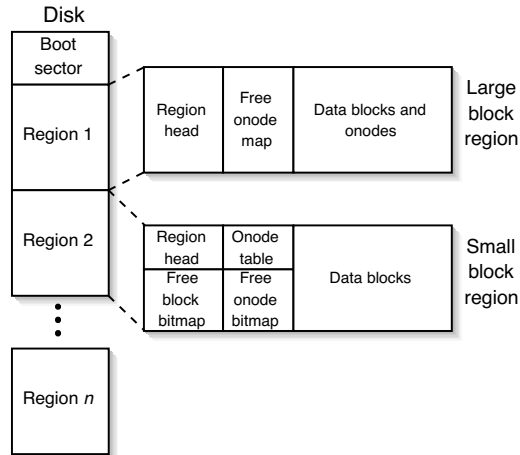 Disk
Boot
sector
Region 1
Region 2
Region n
Region
head
Free
onode
map
Data blocks and
onodes
Large
block
region
Region
head
Onode
table
Free
block
bitmap
Free
onode
bitmap
Data blocks
Small
block
region